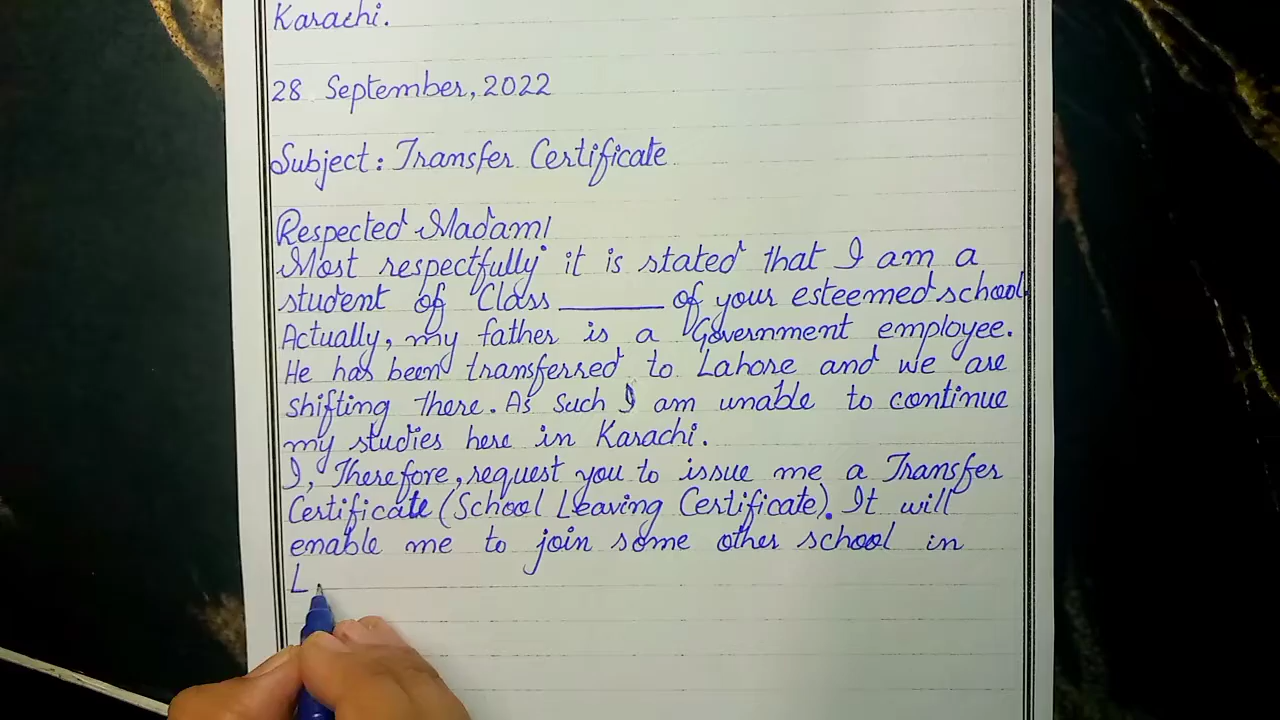 Karachi.
28 September, 2022
Subject: Transfer Certificate
Respected Madam!
Most respectfully it is stated that I am a
student of Class ______ of your esteemed school
Actually, my father is a Government employee.
He has been transferred to Lahore and we are
shifting there. As such I am unable to continue
my studies here in Karachi.
I, Therefore, request you to issue me a Transfer
Certificate (School Leaving Certificate). It will
enable me to join some other school in
L